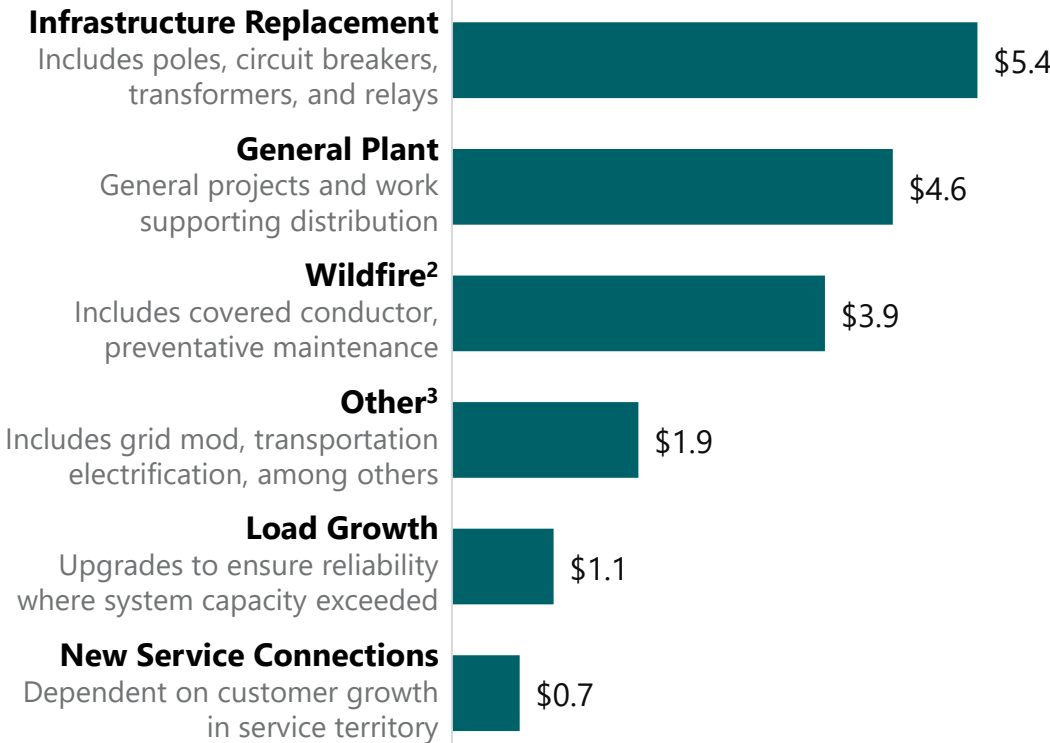 Infrastructure Replacement
Includes poles, circuit breakers,
transformers, and relays
$5.4
General Plant
General projects and work
supporting distribution
$4.6
Wildfire²
Includes covered conductor,
preventative maintenance
$3.9
Other³
Includes grid mod, transportation
electrification, among others
$1.9
Load Growth
Upgrades to ensure reliability
where system capacity exceeded
$1.1
New Service Connections
Dependent on customer growth
in service territory
$0.7